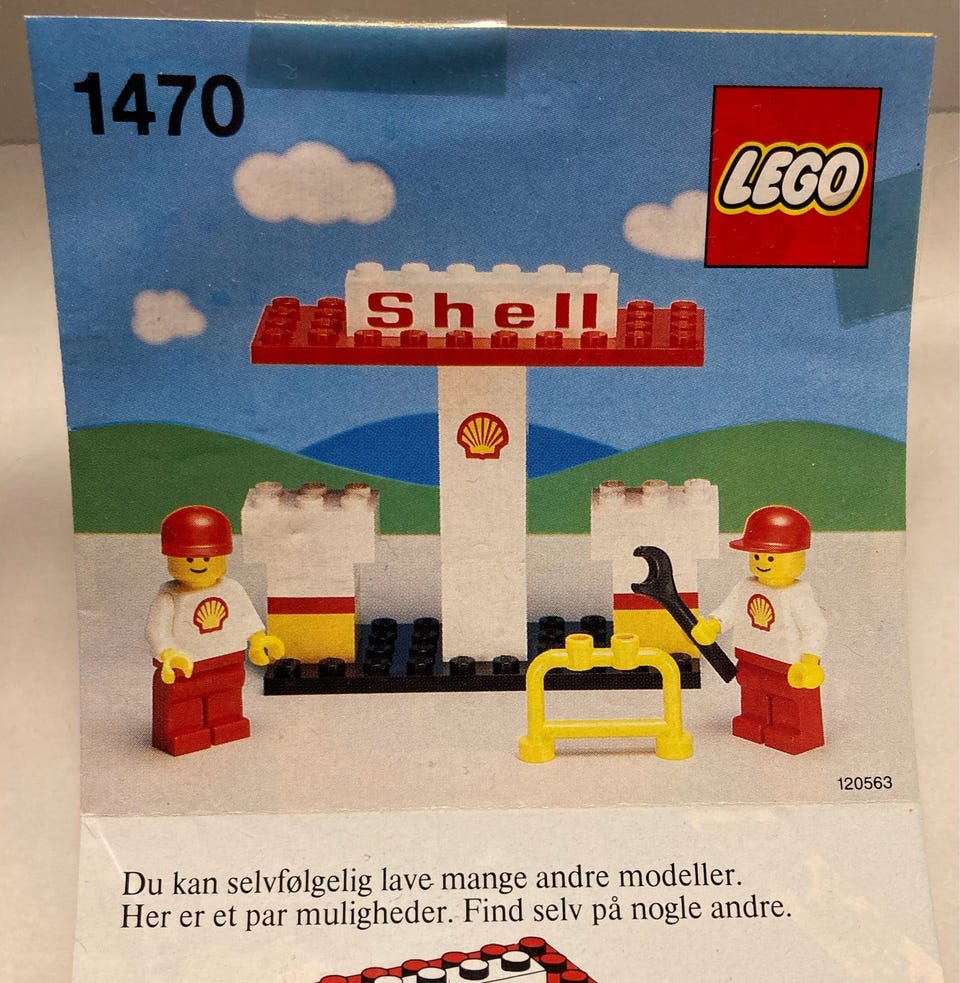 1470
LEGO
Shell
120563
Du kan selvfølgelig lave mange andre modeller.
Her er et par muligheder. Find selv på nogle andre.